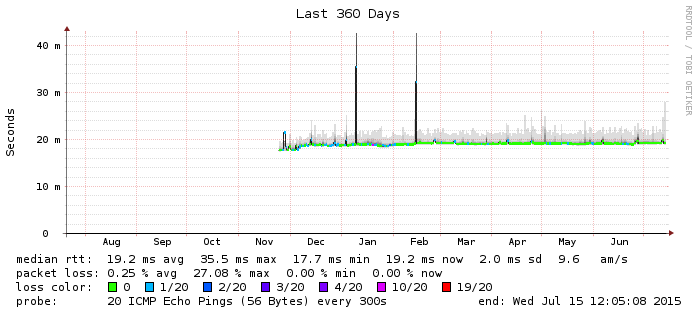 Last 360 Days
RRDTOOL / TOBI OETIKER
Seconds
40 m
30 m
20 m
10 m
0
Aug Sep Oct Nov Dec Jan Feb Mar Apr May Jun
median rtt: 19.2 ms avg 35.5 ms max 17.7 ms min 19.2 ms now 2.0 ms sd 9.6 am/s
packet loss: 0.25 % avg 27.08 % max 0.00 % min 0.00 % now
loss color: 0 1/20 2/20 3/20 4/20 10/20 19/20
probe: 20 ICMP Echo Pings (56 Bytes) every 300s end: Wed Jul 15 12:05:08 2015